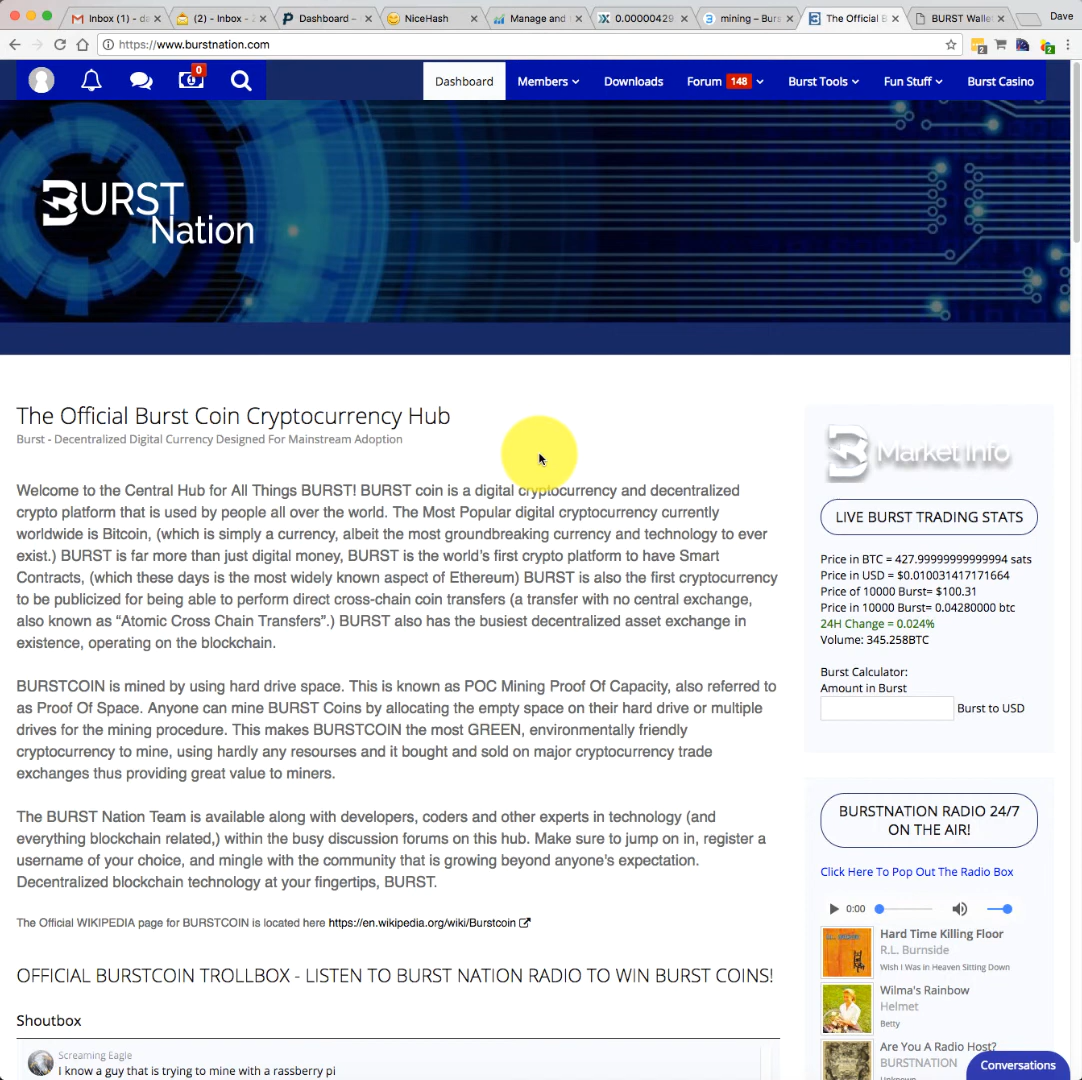 Inbox (1) - da
(2) - Inbox - 2
Dashboard -
NiceHash
Manage and
0.00000429
mining – Burs
The Official B
BURST Walle
Dave
https://www.burstnation.com
2
2
0
Dashboard
Members
Downloads
Forum 148
Burst Tools
Fun Stuff
Burst Casino
BURST
Nation
The Official Burst Coin Cryptocurrency Hub
Burst - Decentralized Digital Currency Designed For Mainstream Adoption
Welcome to the Central Hub for All Things BURST! BURST coin is a digital cryptocurrency and decentralized
crypto platform that is used by people all over the world. The Most Popular digital cryptocurrency currently
worldwide is Bitcoin, (which is simply a currency, albeit the most groundbreaking currency and technology to ever
exist.) BURST is far more than just digital money, BURST is the world's first crypto platform to have Smart
Contracts, (which these days is the most widely known aspect of Ethereum) BURST is also the first cryptocurrency
to be publicized for being able to perform direct cross-chain coin transfers (a transfer with no central exchange,
also known as “Atomic Cross Chain Transfers”.) BURST also has the busiest decentralized asset exchange in
existence, operating on the blockchain.
BURSTCOIN is mined by using hard drive space. This is known as POC Mining Proof Of Capacity, also referred to
as Proof Of Space. Anyone can mine BURST Coins by allocating the empty space on their hard drive or multiple
drives for the mining procedure. This makes BURSTCOIN the most GREEN, environmentally friendly
cryptocurrency to mine, using hardly any resourses and it bought and sold on major cryptocurrency trade
exchanges thus providing great value to miners.
The BURST Nation Team is available along with developers, coders and other experts in technology (and
everything blockchain related,) within the busy discussion forums on this hub. Make sure to jump on in, register a
username of your choice, and mingle with the community that is growing beyond anyone's expectation.
Decentralized blockchain technology at your fingertips, BURST.
The Official WIKIPEDIA page for BURSTCOIN is located here https://en.wikipedia.org/wiki/Burstcoin
OFFICIAL BURSTCOIN TROLLBOX - LISTEN TO BURST NATION RADIO TO WIN BURST COINS!
Shoutbox
Screaming Eagle
I know a guy that is trying to mine with a rassberry pi
Market Info
LIVE BURST TRADING STATS
Price in BTC = 427.99999999999994 sats
Price in USD = $0.010031417171664
Price of 10000 Burst= $100.31
Price in 10000 Burst= 0.04280000 btc
24H Change = 0.024%
Volume: 345.258BTC
Burst Calculator:
Amount in Burst
Burst to USD
BURSTNATION RADIO 24/7
ON THE AIR!
Click Here To Pop Out The Radio Box
0:00
Hard Time Killing Floor
R.L. Burnside
Wish I Was in Heaven Sitting Down
Wilma's Rainbow
Helmet
Betty
Are You A Radio Host?
BURSTNATION
Conversations